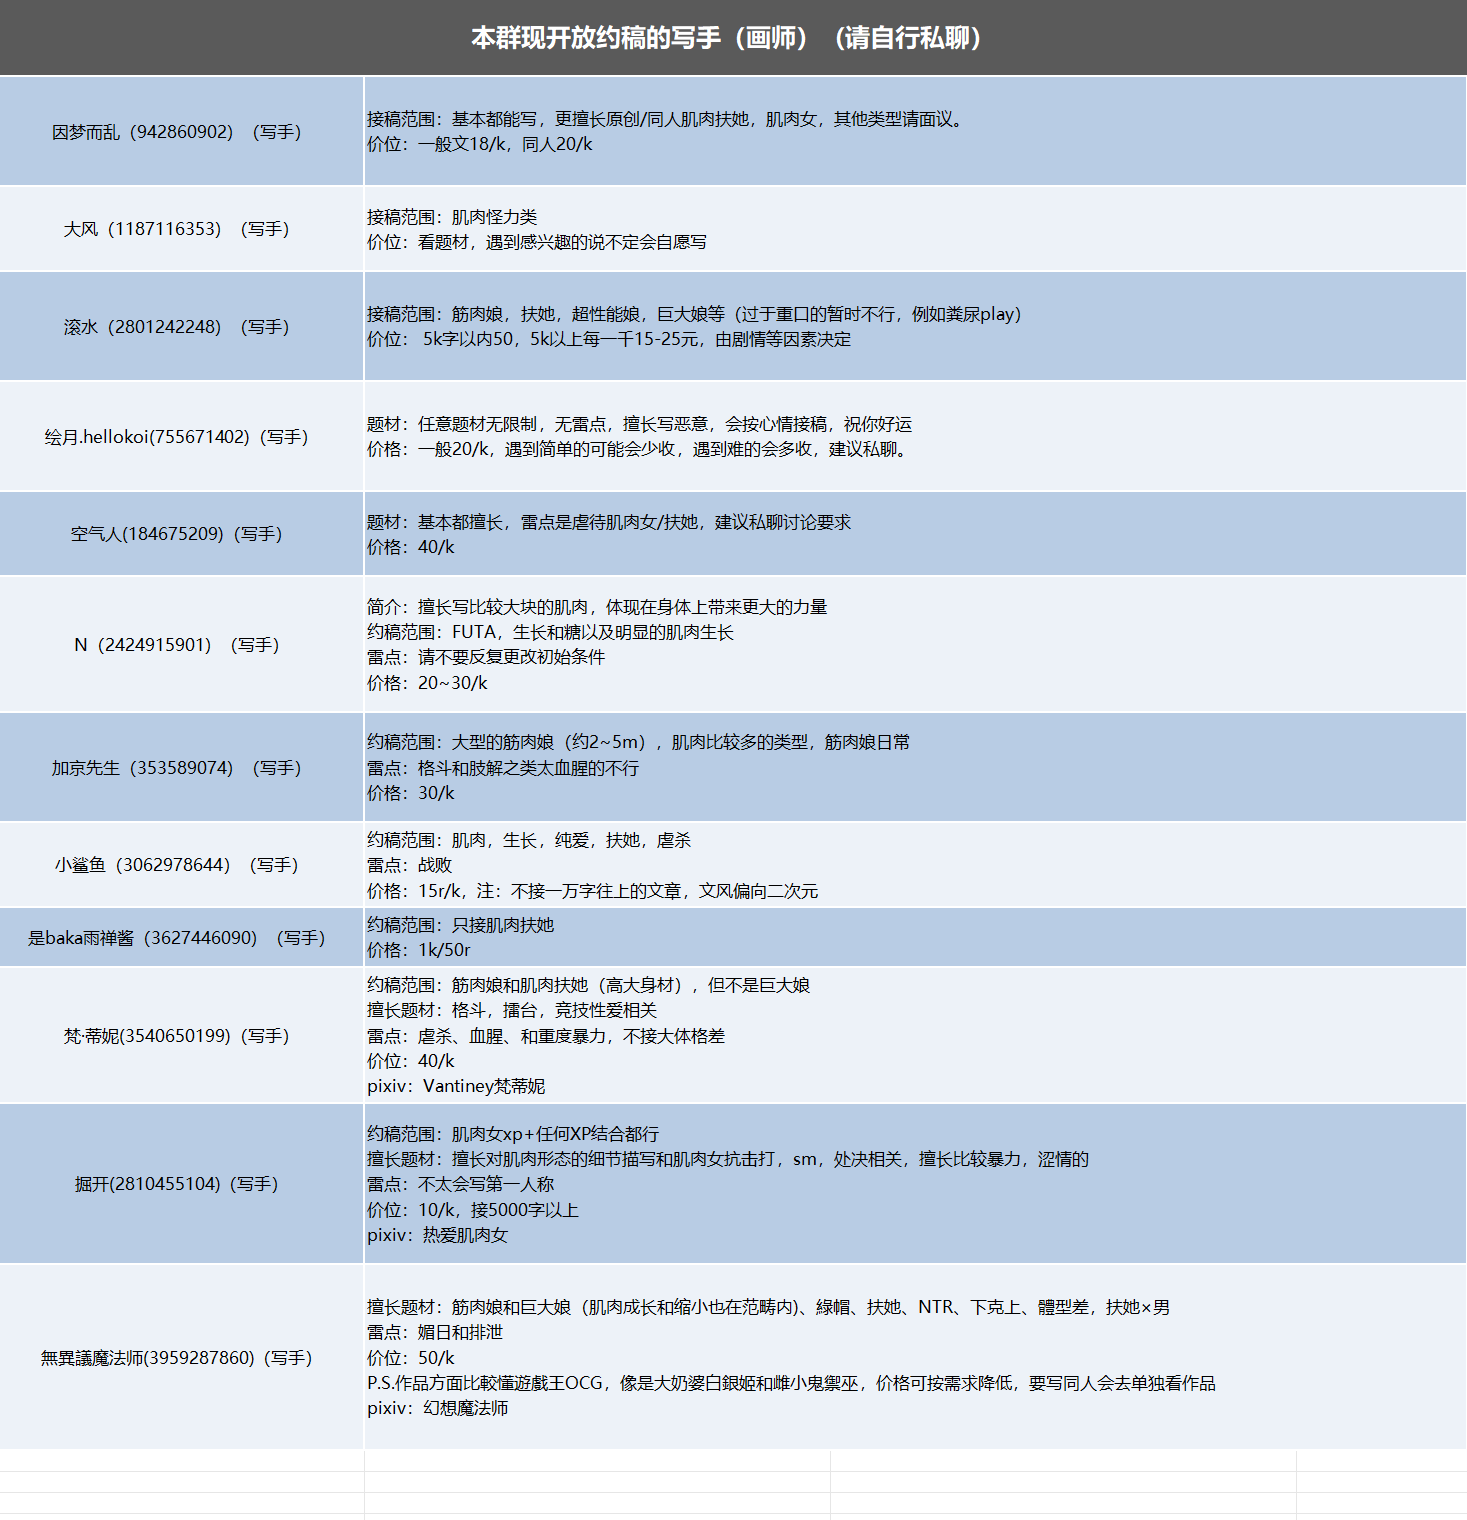 本群现开放约稿的写手（画师）（请自行私聊）
因梦而乱（942860902）（写手）
接稿范围：基本都能写，更擅长原创/同人肌肉扶她，肌肉女，其他类型请面议。
价位：一般文18/k，同人20/k
大风（1187116353）（写手）
接稿范围：肌肉怪力类
价位：看题材，遇到感兴趣的说不定会自愿写
滚水（2801242248）（写手）
接稿范围：筋肉娘，扶她，超性能娘，巨大娘等（过于重口的暂时不行，例如粪尿play）
价位： 5k字以内50，5k以上每一千15-25元，由剧情等因素决定
绘月.hellokoi(755671402)（写手）
题材：任意题材无限制，无雷点，擅长写恶意，会按心情接稿，祝你好运
价格：一般20/k，遇到简单的可能会少收，遇到难的会多收，建议私聊。
空气人(184675209)（写手）
题材：基本都擅长，雷点是虐待肌肉女/扶她，建议私聊讨论要求
价格：40/k
N（2424915901）（写手）
简介：擅长写比较大块的肌肉，体现在身体上带来更大的力量
约稿范围：FUTA，生长和糖以及明显的肌肉生长
雷点：请不要反复更改初始条件
价格：20~30/k
加京先生（353589074）（写手）
约稿范围：大型的筋肉娘（约2~5m），肌肉比较多的类型，筋肉娘日常
雷点：格斗和肢解之类太血腥的不行
价格：30/k
小鲨鱼（3062978644）（写手）
约稿范围：肌肉，生长，纯爱，扶她，虐杀
雷点：战败
价格：15r/k，注：不接一万字往上的文章，文风偏向二次元
是baka雨禅酱（3627446090）（写手）
约稿范围：只接肌肉扶她
价格：1k/50r
梵·蒂妮(3540650199)（写手）
约稿范围：筋肉娘和肌肉扶她（高大身材），但不是巨大娘
擅长题材：格斗，擂台，竞技性爱相关
雷点：虐杀、血腥、和重度暴力，不接大体格差
价位：40/k
pixiv：Vantiney梵蒂妮
掘开(2810455104)（写手）
约稿范围：肌肉女xp+任何XP结合都行
擅长题材：擅长对肌肉形态的细节描写和肌肉女抗击打，sm，处决相关，擅长比较暴力，涩情的
雷点：不太会写第一人称
价位：10/k，接5000字以上
pixiv：热爱肌肉女
無異議魔法师(3959287860)（写手）
擅长题材：筋肉娘和巨大娘（肌肉成长和缩小也在范畴内)、綠帽、扶她、NTR、下克上、體型差，扶她×男
雷点：媚日和排泄
价位：50/k
P.S.作品方面比較懂遊戲王OCG，像是大奶婆白銀姬和雌小鬼禦巫，价格可按需求降低，要写同人会去单独看作品
pixiv：幻想魔法师